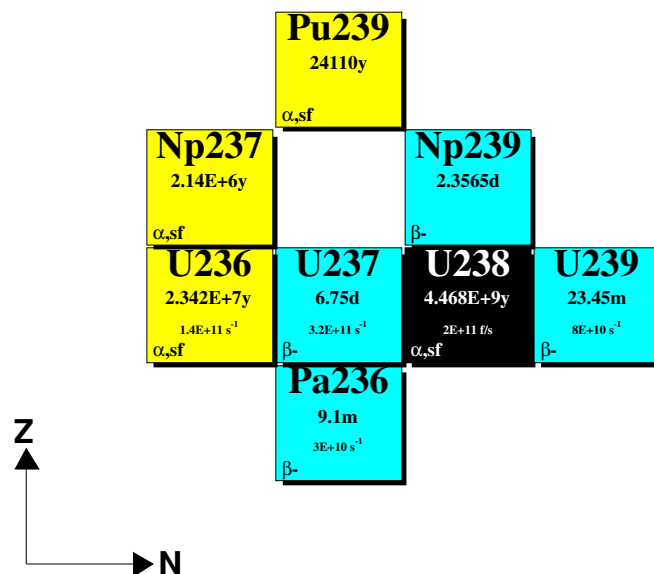 Pu239
24110y
α,sf
Np237
2.14E+6y
α,sf
Np239
2.3565d
β-
U236
2.342E+7y
1.4E+11 s⁻¹
α,sf
U237
6.75d
3.2E+11 s⁻¹
β-
U238
4.468E+9y
2E+11 f/s
α,sf
U239
23.45m
8E+10 s⁻¹
β-
Pa236
9.1m
3E+10 s⁻¹
β-
Z
N